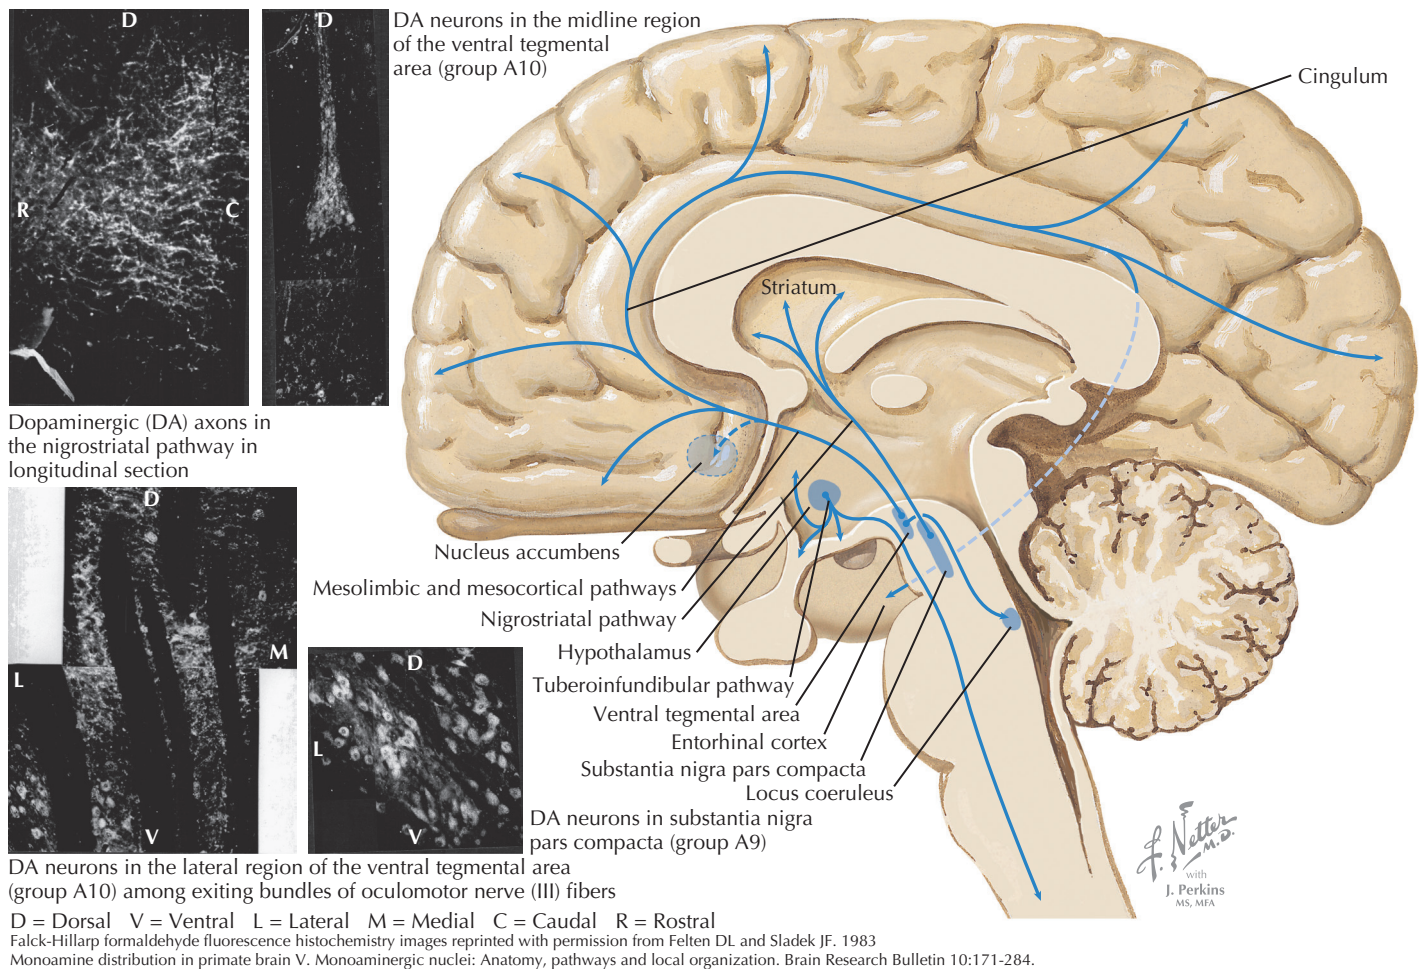 D
R
C
D
DA neurons in the midline region
of the ventral tegmental
area (group A10)
Cingulum
Striatum
Dopaminergic (DA) axons in
the nigrostriatal pathway in
longitudinal section
D
L
M
V
D
L
V
Nucleus accumbens
Mesolimbic and mesocortical pathways
Nigrostriatal pathway
Hypothalamus
Tuberoinfundibular pathway
Ventral tegmental area
Entorhinal cortex
Substantia nigra pars compacta
Locus coeruleus
DA neurons in substantia nigra
pars compacta (group A9)
DA neurons in the lateral region of the ventral tegmental area
(group A10) among exiting bundles of oculomotor nerve (III) fibers
D = Dorsal V = Ventral L = Lateral M = Medial C = Caudal R = Rostral
Falck-Hillarp formaldehyde fluorescence histochemistry images reprinted with permission from Felten DL and Sladek JF. 1983
Monoamine distribution in primate brain V. Monoaminergic nuclei: Anatomy, pathways and local organization. Brain Research Bulletin 10:171-284.
F. Netter
M.D.
with
J. Perkins
MS, MFA